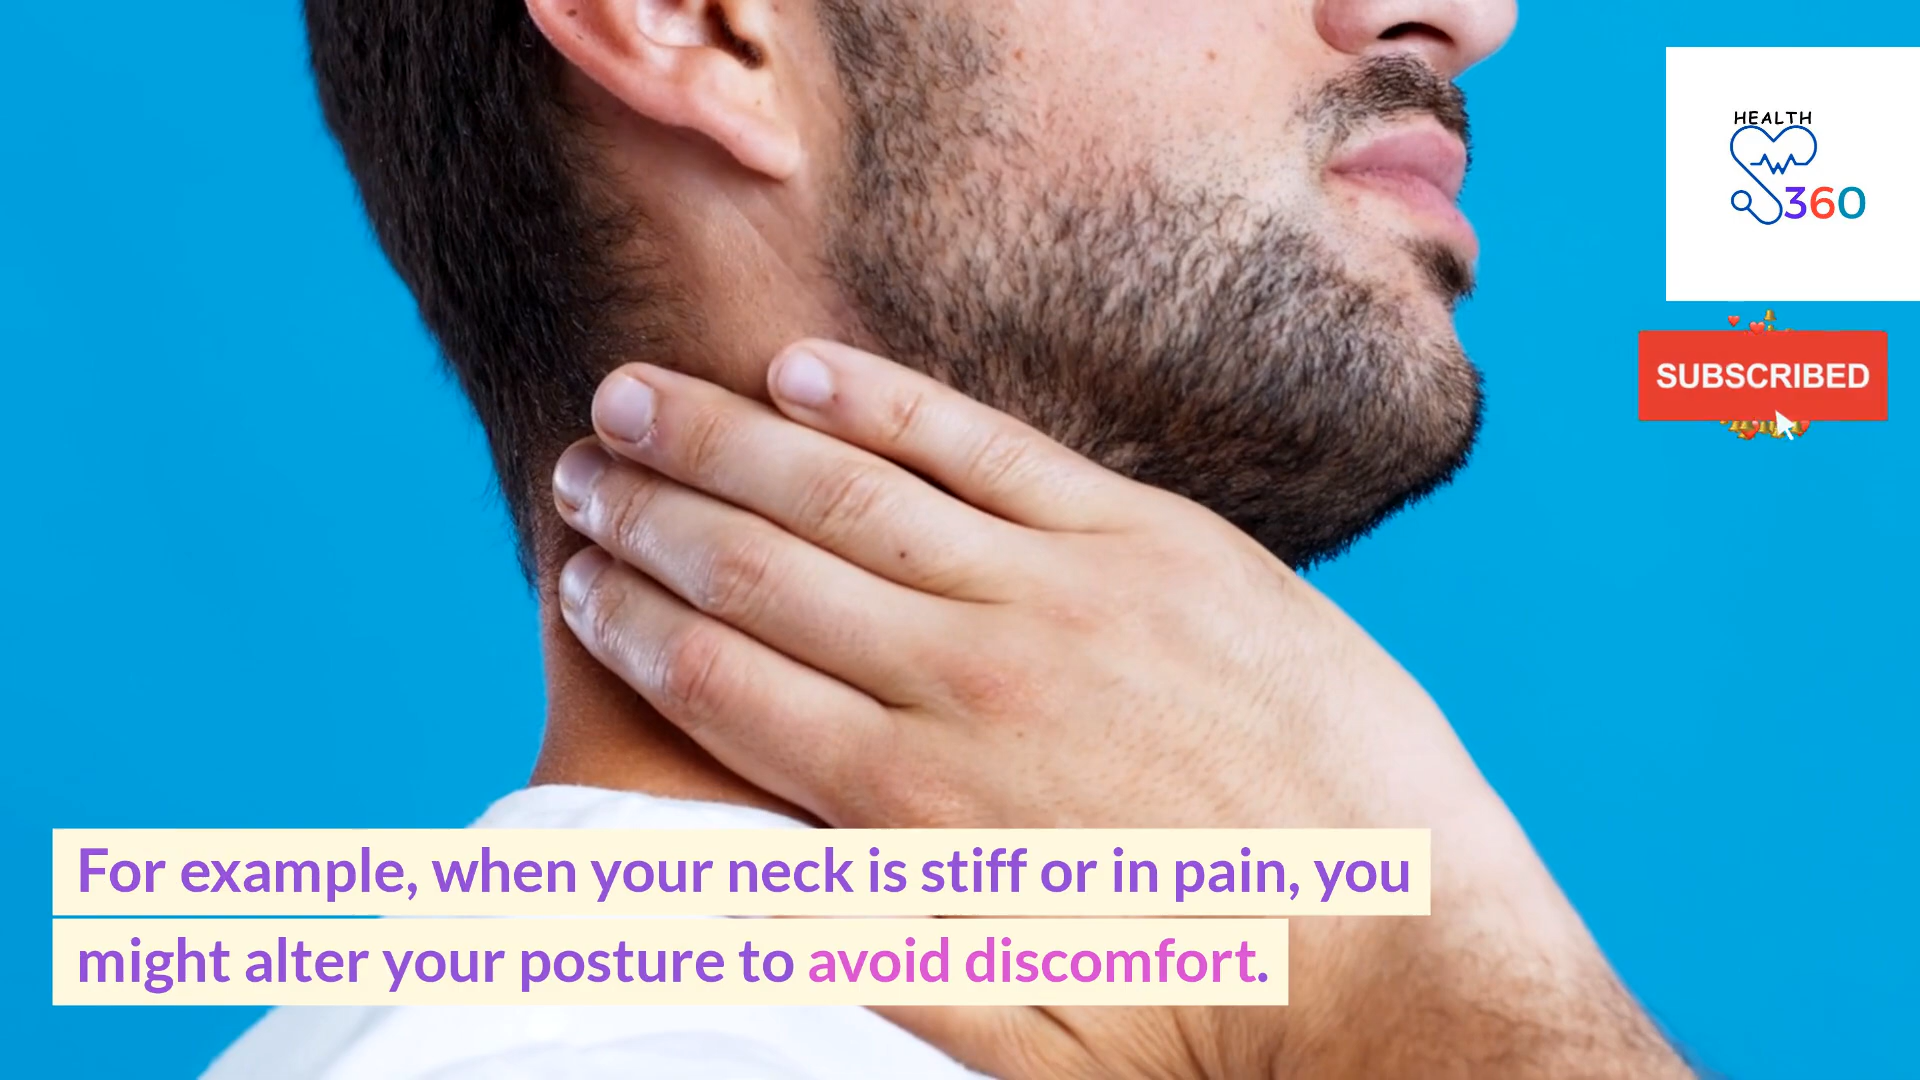 HEALTH
360
SUBSCRIBED
For example, when your neck is stiff or in pain, you
might alter your posture to avoid discomfort.